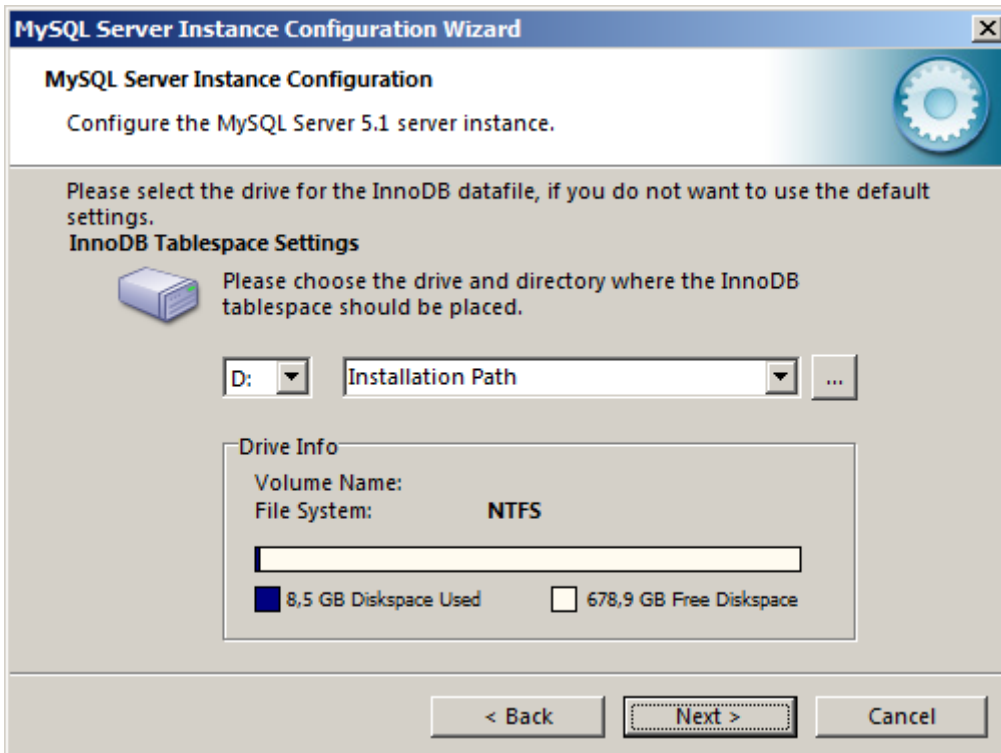 MySQL Server Instance Configuration Wizard
MySQL Server Instance Configuration
Configure the MySQL Server 5.1 server instance.
Please select the drive for the InnoDB datafile, if you do not want to use the default
settings.
InnoDB Tablespace Settings
Please choose the drive and directory where the InnoDB
tablespace should be placed.
D: Installation Path ...
Drive Info
Volume Name:
File System: NTFS
8,5 GB Diskspace Used 678,9 GB Free Diskspace
< Back Next > Cancel